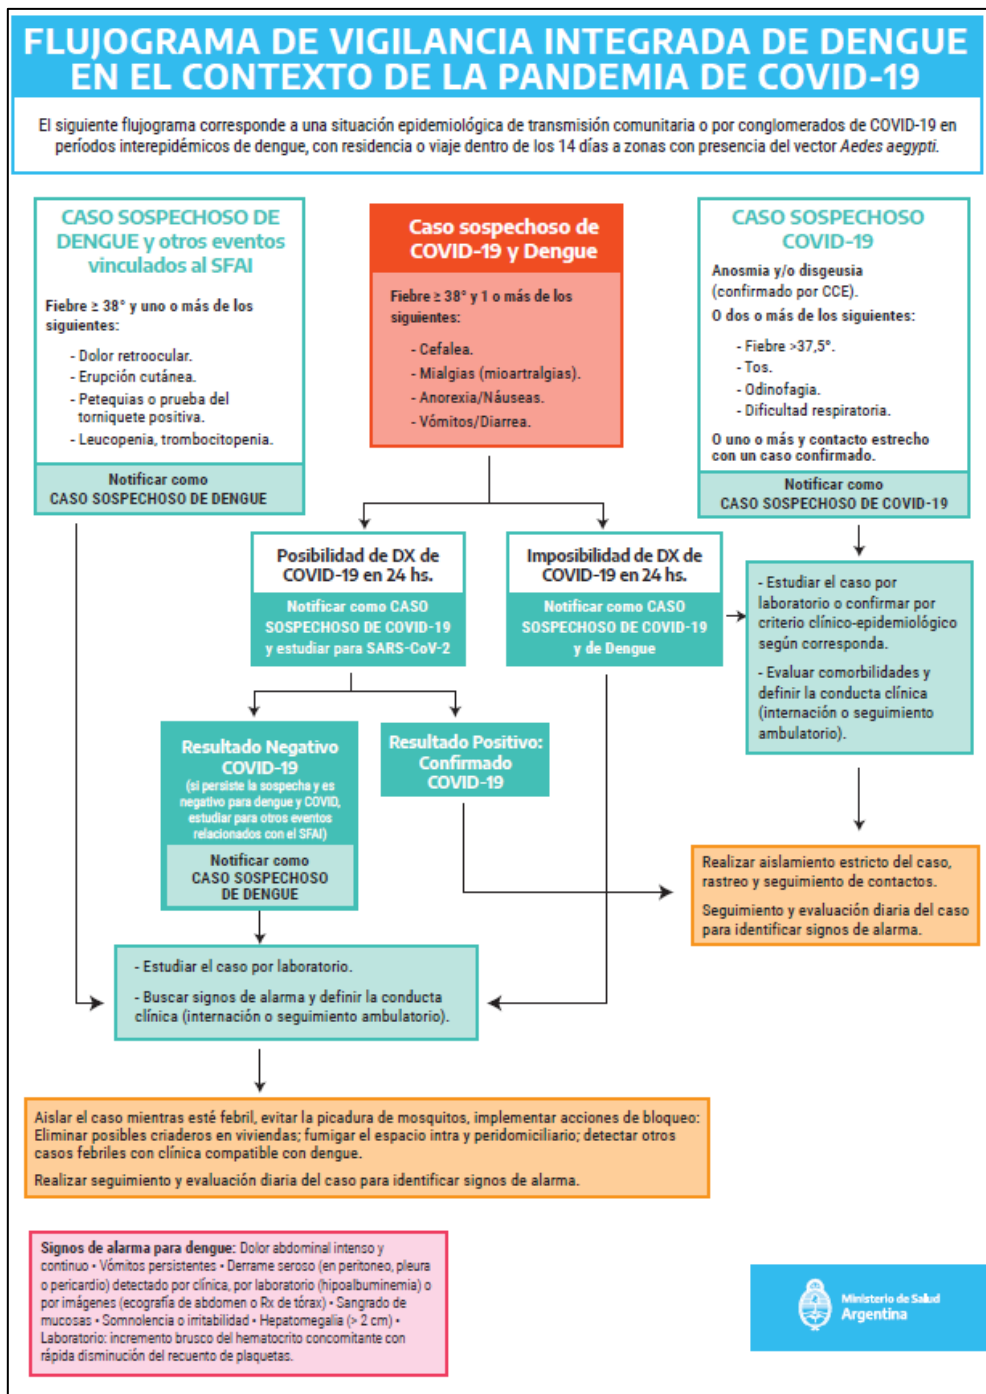 FLUJOGRAMA DE VIGILANCIA INTEGRADA DE DENGUE
EN EL CONTEXTO DE LA PANDEMIA DE COVID-19
El siguiente flujograma corresponde a una situación epidemiológica de transmisión comunitaria o por conglomerados de COVID-19 en
períodos interepidémicos de dengue, con residencia o viaje dentro de los 14 días a zonas con presencia del vector Aedes aegypti.
CASO SOSPECHOSO DE
DENGUE y otros eventos
vinculados al SFAI
Fiebre ≥ 38° y uno o más de los
siguientes:
- Dolor retroocular.
- Erupción cutánea.
- Petequias o prueba del
torniquete positiva.
- Leucopenia, trombocitopenia.
Notificar como
CASO SOSPECHOSO DE DENGUE
Caso sospechoso de
COVID-19 y Dengue
Fiebre ≥ 38° y 1 o más de los
siguientes:
- Cefalea.
- Mialgias (mioartralgias).
- Anorexia/Náuseas.
- Vómitos/Diarrea.
CASO SOSPECHOSO
COVID-19
Anosmia y/o disgeusia
(confirmado por CCE).
O dos o más de los siguientes:
- Fiebre >37,5°.
- Tos.
- Odinofagia.
- Dificultad respiratoria.
O uno o más y contacto estrecho
con un caso confirmado.
Notificar como
CASO SOSPECHOSO DE COVID-19
Posibilidad de DX de
COVID-19 en 24 hs.
Notificar como CASO
SOSPECHOSO DE COVID-19
y estudiar para SARS-CoV-2
Imposibilidad de DX de
COVID-19 en 24 hs.
Notificar como CASO
SOSPECHOSO DE COVID-19
y de Dengue
- Estudiar el caso por
laboratorio o confirmar por
criterio clínico-epidemiológico
según corresponda.
- Evaluar comorbilidades y
definir la conducta clínica
(internación o seguimiento
ambulatorio).
Resultado Negativo
COVID-19
(si persiste la sospecha y es
negativo para dengue y COVID,
estudiar para otros eventos
relacionados con el SFAI)
Notificar como
CASO SOSPECHOSO
DE DENGUE
Resultado Positivo:
Confirmado
COVID-19
Realizar aislamiento estricto del caso,
rastreo y seguimiento de contactos.
Seguimiento y evaluación diaria del caso
para identificar signos de alarma.
- Estudiar el caso por laboratorio.
- Buscar signos de alarma y definir la conducta
clínica (internación o seguimiento ambulatorio).
Aislar el caso mientras esté febril, evitar la picadura de mosquitos, implementar acciones de bloqueo:
Eliminar posibles criaderos en viviendas; fumigar el espacio intra y peridomiciliario; detectar otros
casos febriles con clínica compatible con dengue.
Realizar seguimiento y evaluación diaria del caso para identificar signos de alarma.
Signos de alarma para dengue: Dolor abdominal intenso y
continuo • Vómitos persistentes • Derrame seroso (en peritoneo, pleura
o pericardio) detectado por clínica, por laboratorio (hipoalbuminemia) o
por imágenes (ecografía de abdomen o Rx de tórax) • Sangrado de
mucosas • Somnolencia o irritabilidad • Hepatomegalia (> 2 cm) •
Laboratorio: incremento brusco del hematocrito concomitante con
rápida disminución del recuento de plaquetas.
Ministerio de Salud
Argentina